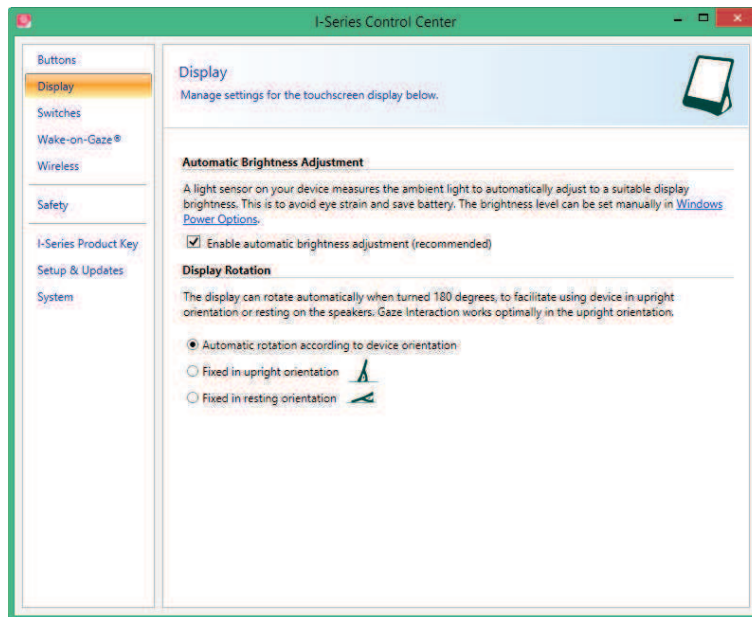 I-Series Control Center
Buttons
Display
Switches
Wake-on-Gaze®
Wireless
Safety
I-Series Product Key
Setup & Updates
System
Display
Manage settings for the touchscreen display below.
Automatic Brightness Adjustment
A light sensor on your device measures the ambient light to automatically adjust to a suitable display
brightness. This is to avoid eye strain and save battery. The brightness level can be set manually in Windows
Power Options.
Enable automatic brightness adjustment (recommended)
Display Rotation
The display can rotate automatically when turned 180 degrees, to facilitate using device in upright
orientation or resting on the speakers. Gaze Interaction works optimally in the upright orientation.
Automatic rotation according to device orientation
Fixed in upright orientation
Fixed in resting orientation